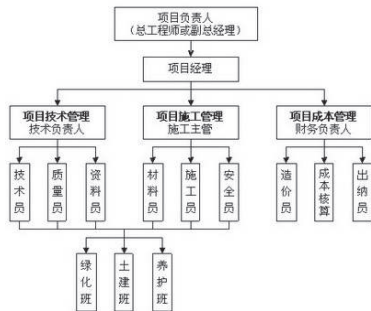 项目负责人
（总工程师或副总经理）
项目经理
项目技术管理
技术负责人
项目施工管理
施工主管
项目成本管理
财务负责人
技术员
质量员
资料员
材料员
施工员
安全员
造价员
成本核算
出纳员
绿化班
土建班
养护班